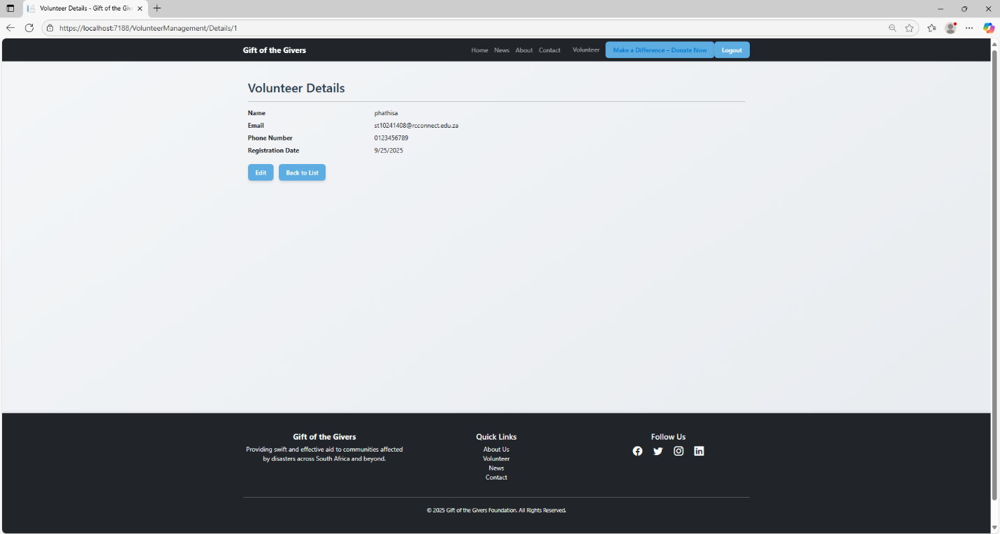 Volunteer Details - Gift of the Giv
https://localhost:7188/VolunteerManagement/Details/1
Gift of the Givers Home News About Contact Volunteer Make a Difference – Donate Now Logout
Volunteer Details
Name phathisa
Email st10241408@rcconnect.edu.za
Phone Number 0123456789
Registration Date 9/25/2025
Edit Back to List
Gift of the Givers
Providing swift and effective aid to communities affected
by disasters across South Africa and beyond.
Quick Links
About Us
Volunteer
News
Contact
Follow Us
© 2025 Gift of the Givers Foundation. All Rights Reserved.